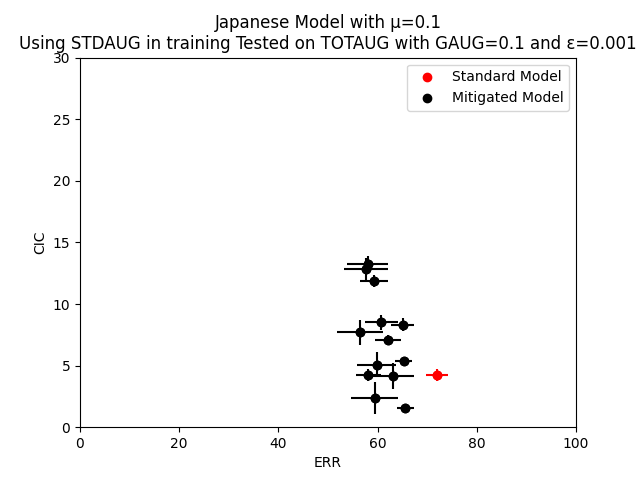 Japanese Model with μ=0.1
Using STDAUG in training Tested on TOTAUG with GAUG=0.1 and ε=0.001
Standard Model
Mitigated Model
30
25
20
15
10
5
0
CIC
0 20 40 60 80 100
ERR